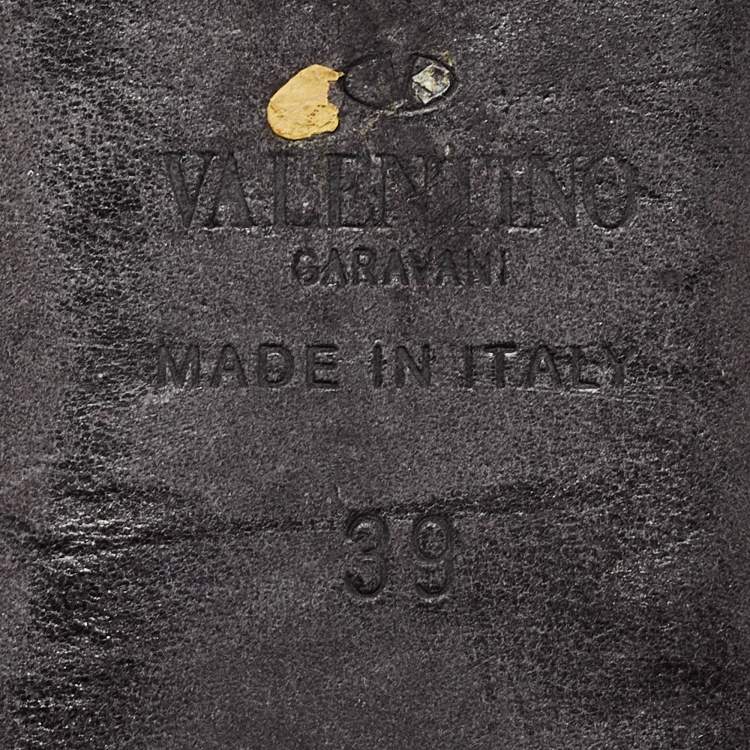 VALENTINO
GARAVANI
MADE IN ITALY
39